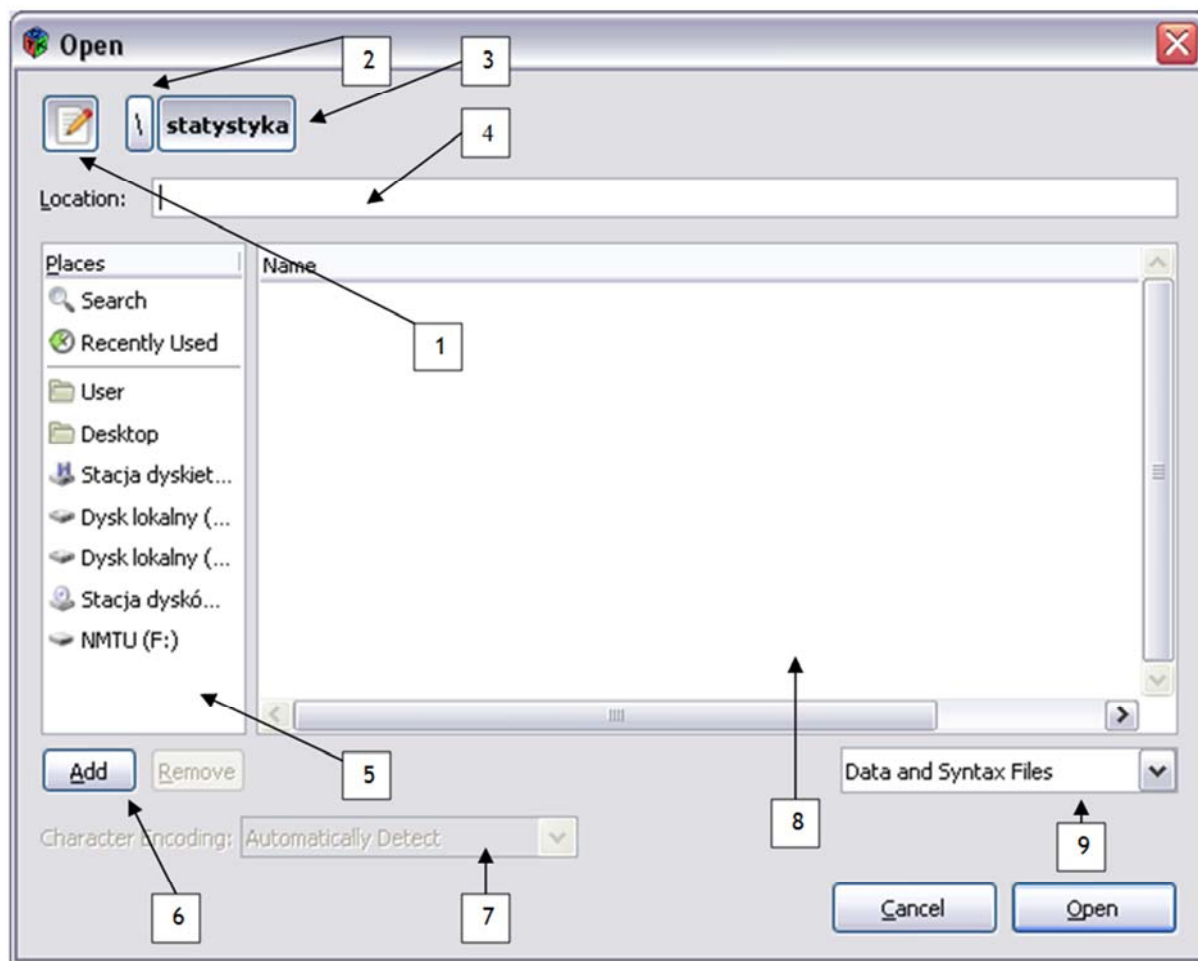 Open
2
3
\
statystyka
4
Location:
Places
Name
Search
Recently Used
1
User
Desktop
Stacja dyskiet...
Dysk lokalny (...
Dysk lokalny (...
Stacja dyskó...
NMTU (F:)
Add
Remove
5
Data and Syntax Files
8
9
Character Encoding:
Automatically Detect
6
7
Cancel
Open